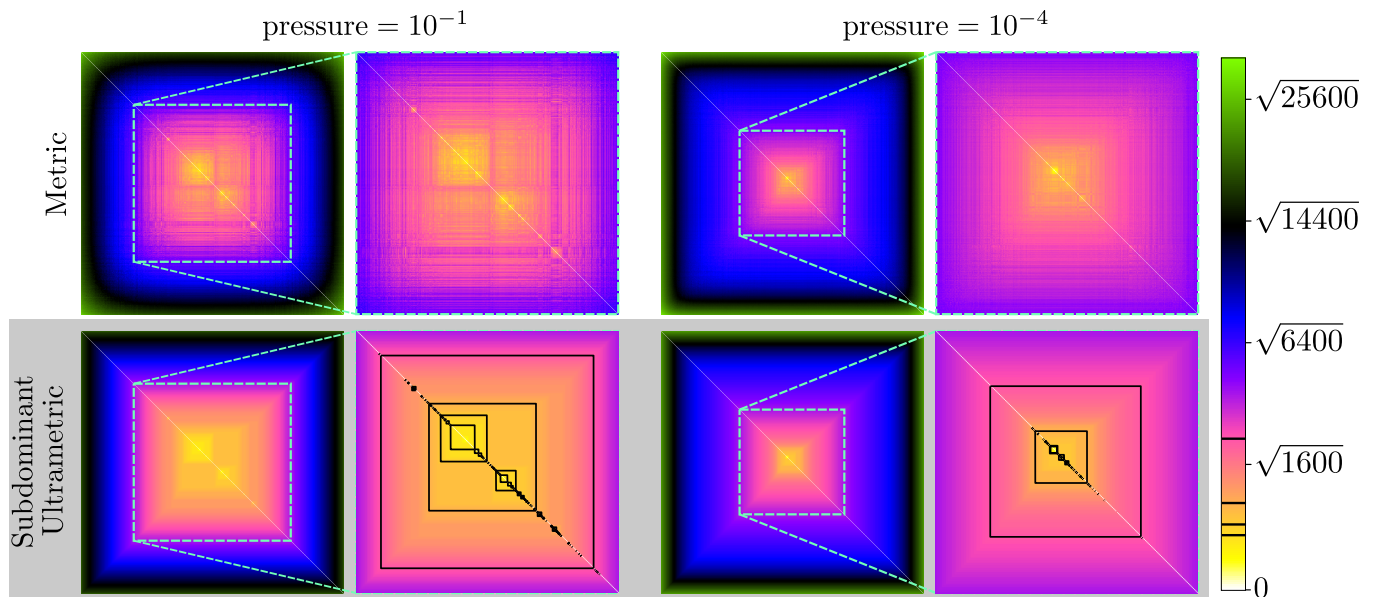 pressure = 10⁻¹
pressure = 10⁻⁴
Metric
Subdominant
Ultrametric
√25600
√14400
√6400
√1600
0